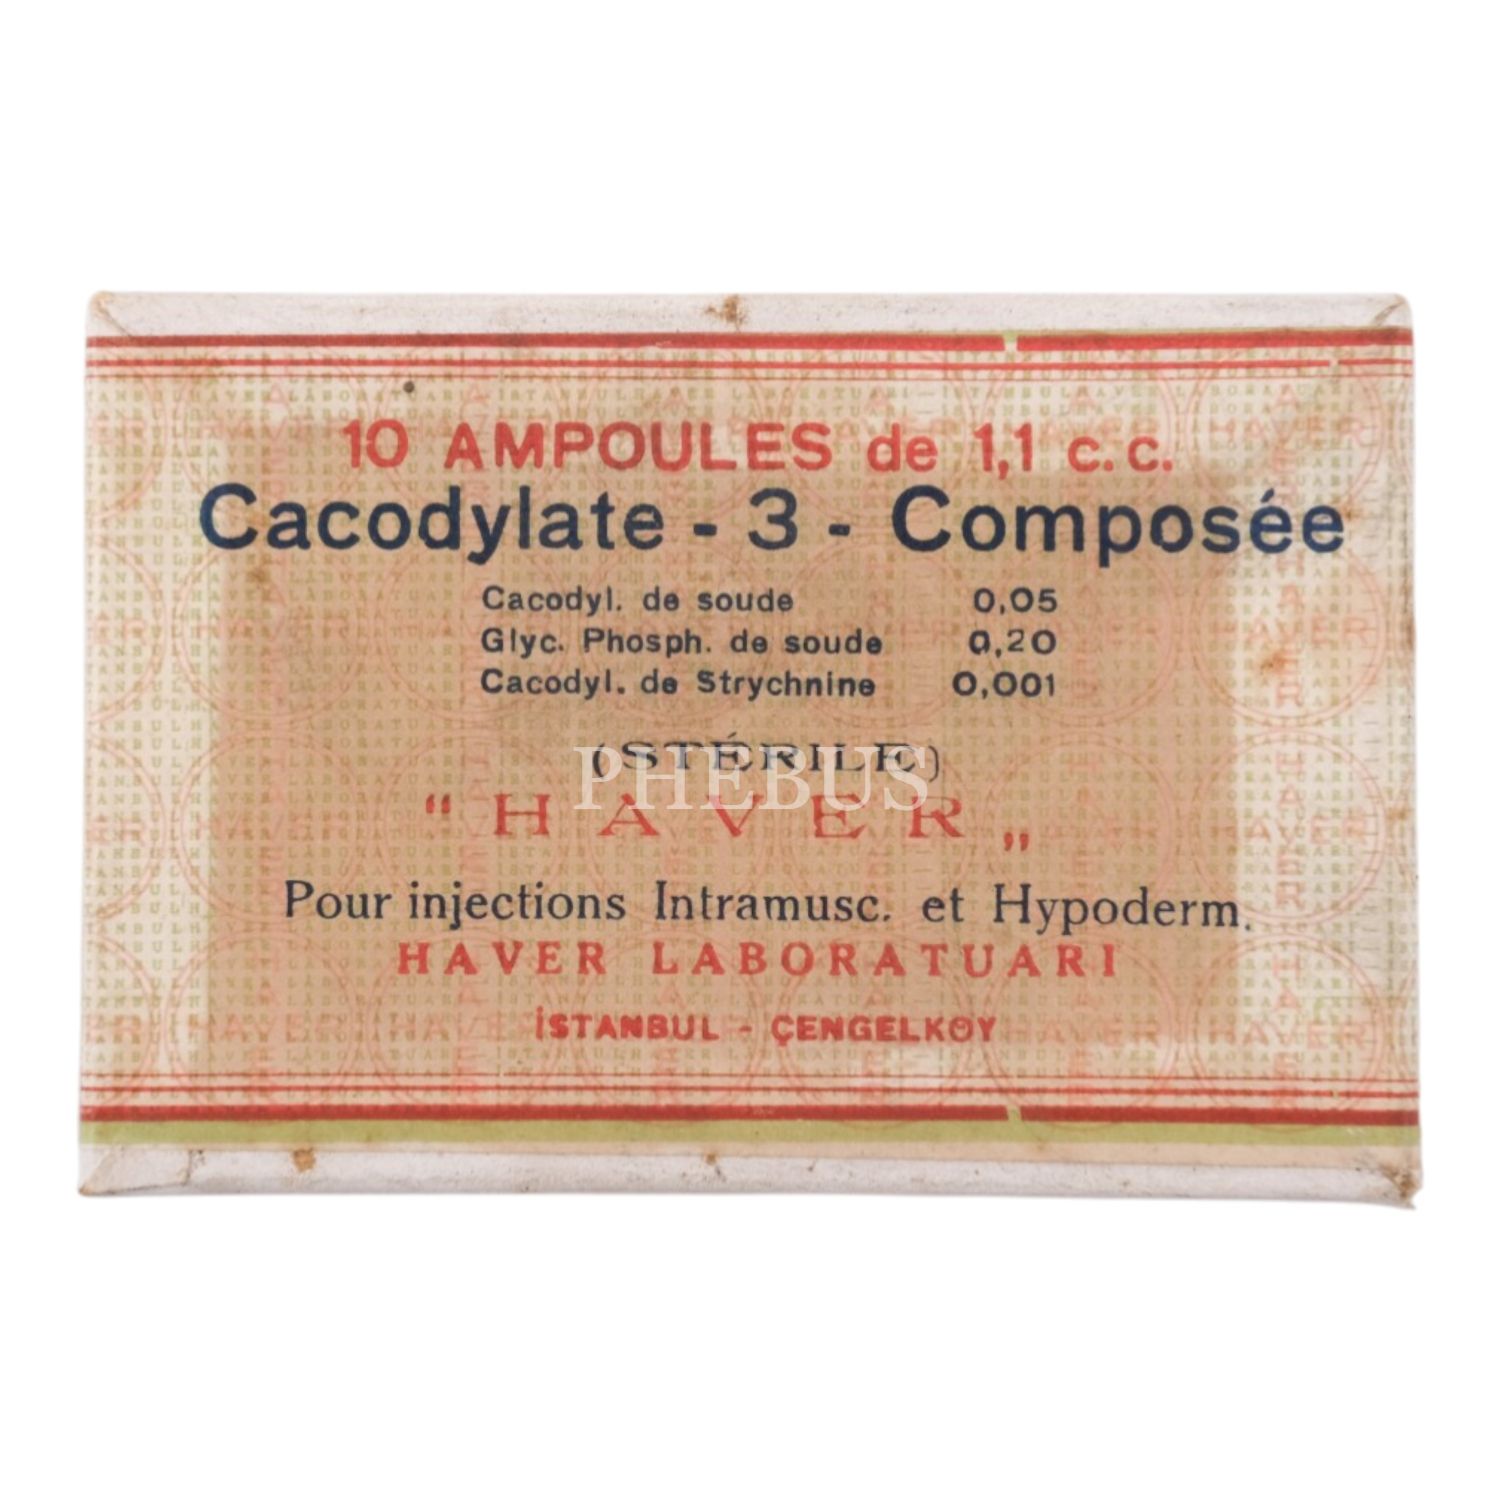 10 AMPOULES de 1,1 c.c.
Cacodylate - 3 - Composée
Cacodyl. de soude 0,05
Glyc. Phosph. de soude 0,20
Cacodyl. de Strychnine 0,001
(STÉRILE)
PHEBUS
"HAVER„
Pour injections Intramusc. et Hypoderm.
HAVER LABORATUARI
İSTANBUL - ÇENGELKÖY